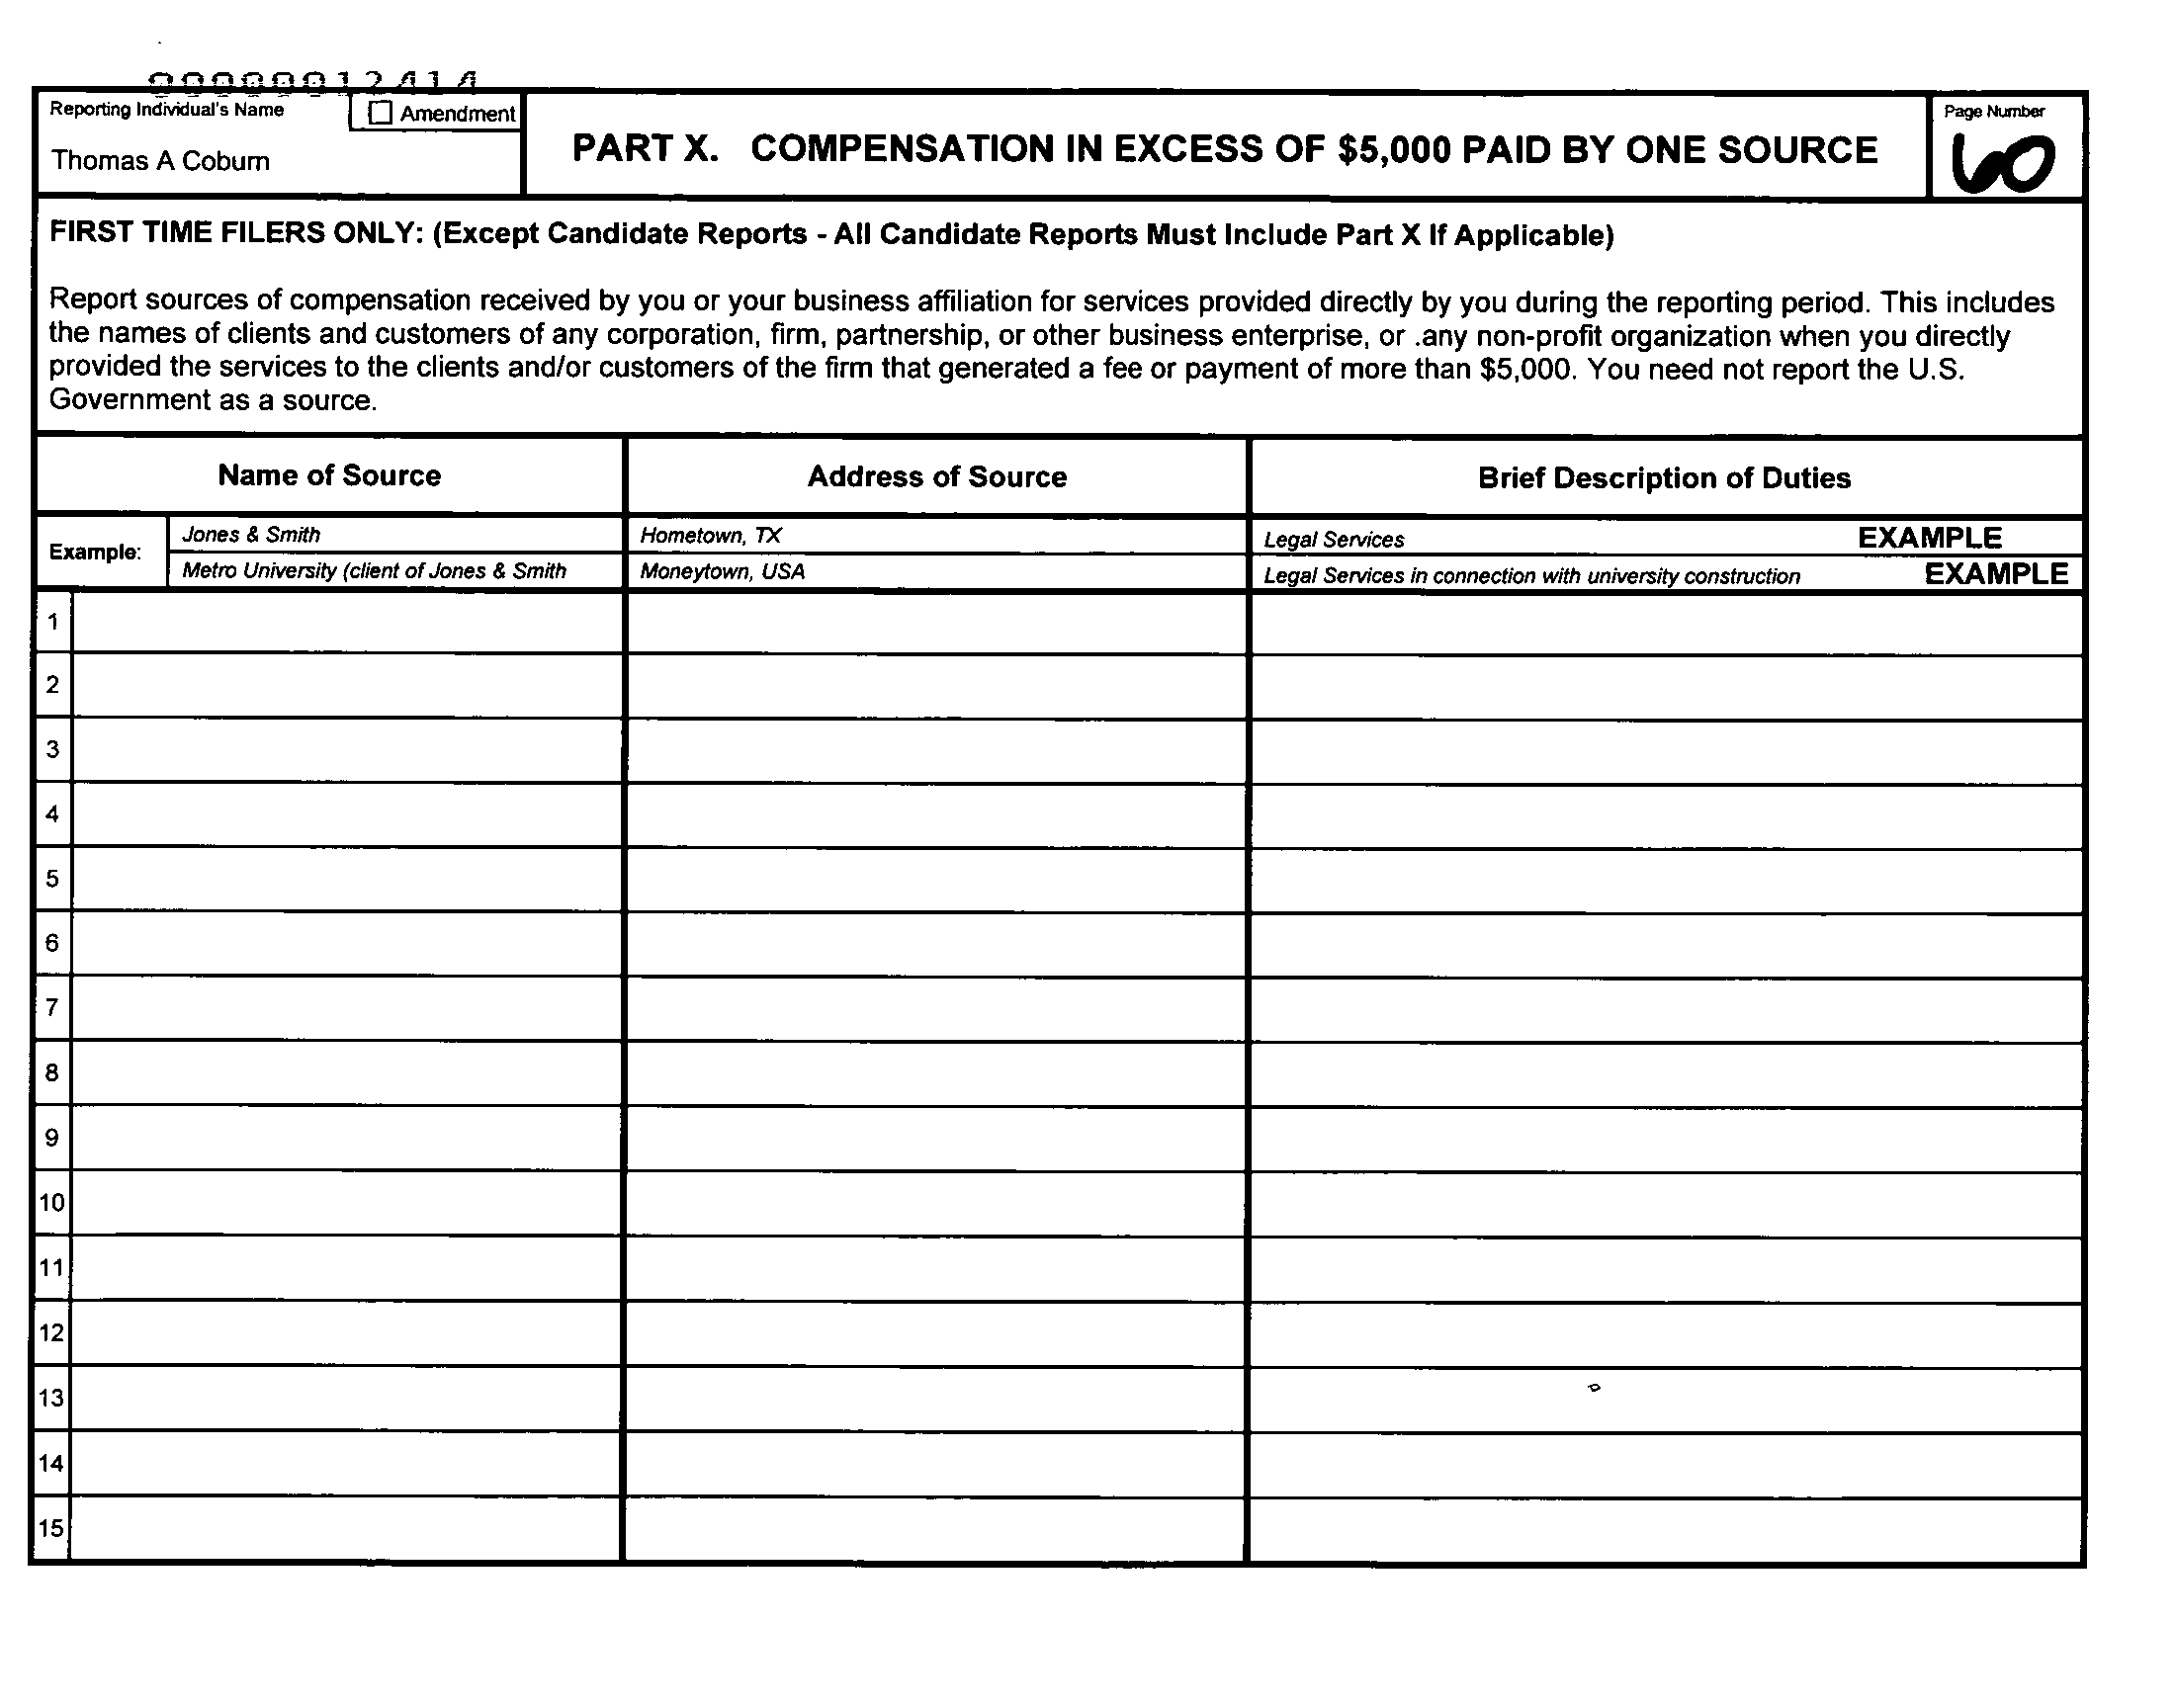 Reporting Individual's Name
Amendment
Thomas A Coburn
PART X. COMPENSATION IN EXCESS OF $5,000 PAID BY ONE SOURCE
Page Number
60
FIRST TIME FILERS ONLY: (Except Candidate Reports - All Candidate Reports Must Include Part X If Applicable)
Report sources of compensation received by you or your business affiliation for services provided directly by you during the reporting period. This includes
the names of clients and customers of any corporation, firm, partnership, or other business enterprise, or .any non-profit organization when you directly
provided the services to the clients and/or customers of the firm that generated a fee or payment of more than $5,000. You need not report the U.S.
Government as a source.
Name of Source
Address of Source
Brief Description of Duties
Example:
Jones & Smith
Hometown, TX
Legal Services
EXAMPLE
Metro University (client of Jones & Smith
Moneytown, USA
Legal Services in connection with university construction
EXAMPLE
1
2
3
4
5
6
7
8
9
10
11
12
13
14
15